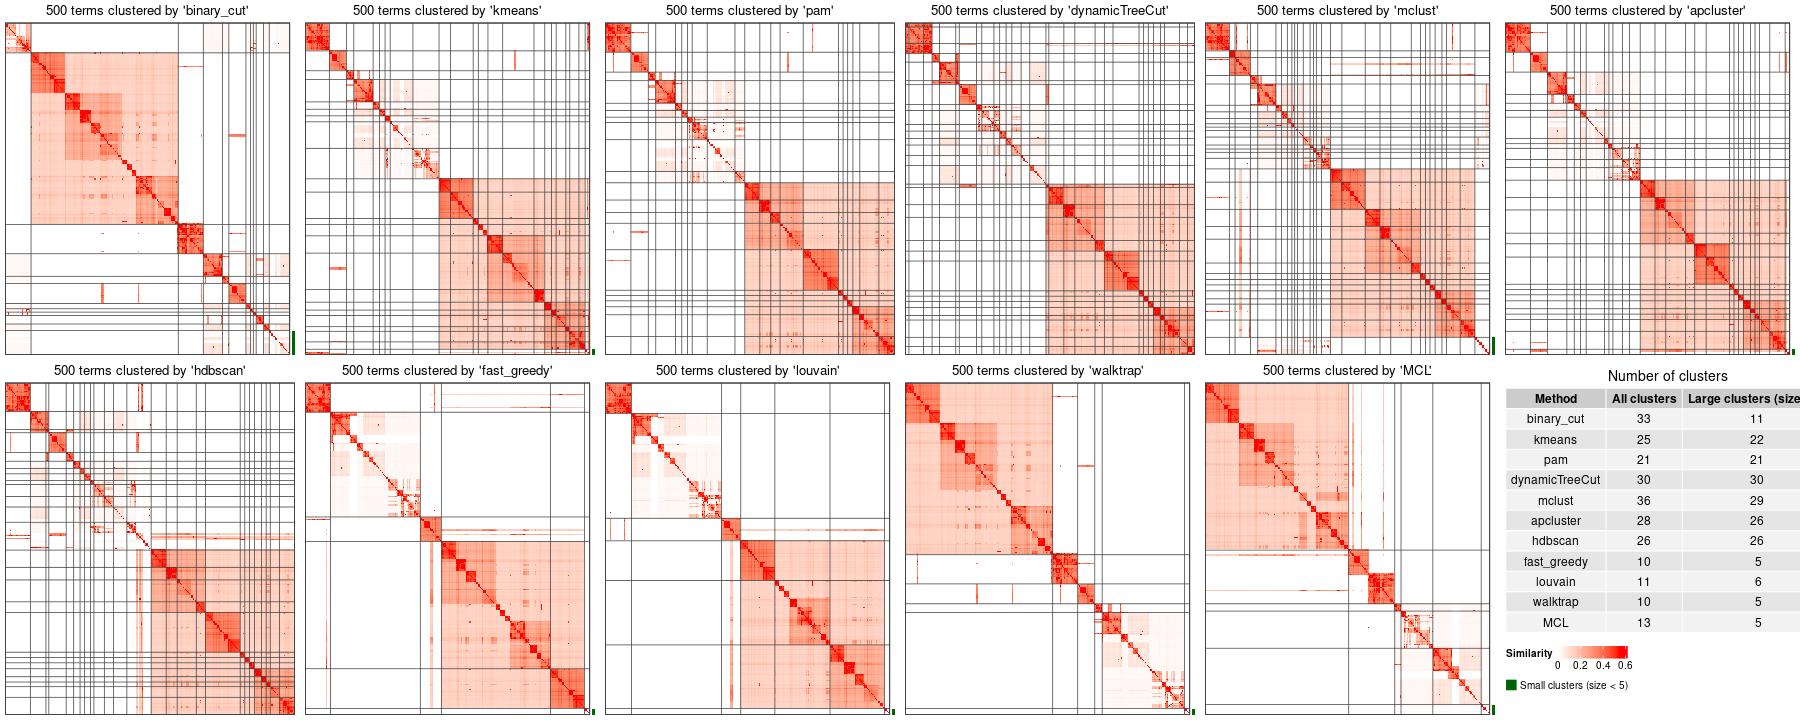 500 terms clustered by 'binary_cut'
500 terms clustered by 'kmeans'
500 terms clustered by 'pam'
500 terms clustered by 'dynamicTreeCut'
500 terms clustered by 'mclust'
500 terms clustered by 'apcluster'
500 terms clustered by 'hdbscan'
500 terms clustered by 'fast_greedy'
500 terms clustered by 'louvain'
500 terms clustered by 'walktrap'
500 terms clustered by 'MCL'
Number of clusters
Method All clusters Large clusters (size
binary_cut 33 11
kmeans 25 22
pam 21 21
dynamicTreeCut 30 30
mclust 36 29
apcluster 28 26
hdbscan 26 26
fast_greedy 10 5
louvain 11 6
walktrap 10 5
MCL 13 5
Similarity
0 0.2 0.4 0.6
Small clusters (size < 5)